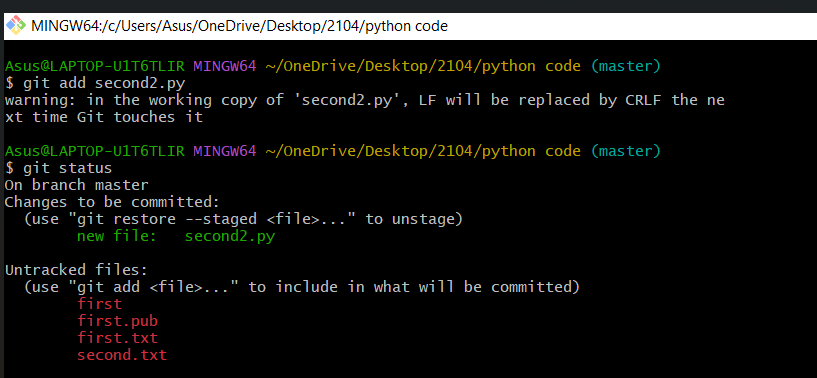 MINGW64:/c/Users/Asus/OneDrive/Desktop/2104/python code
Asus@LAPTOP-U1T6TLIR MINGW64 ~/OneDrive/Desktop/2104/python code (master)
$ git add second2.py
warning: in the working copy of 'second2.py', LF will be replaced by CRLF the ne
xt time Git touches it
Asus@LAPTOP-U1T6TLIR MINGW64 ~/OneDrive/Desktop/2104/python code (master)
$ git status
On branch master
Changes to be committed:
  (use "git restore --staged <file>..." to unstage)
        new file:   second2.py
Untracked files:
  (use "git add <file>..." to include in what will be committed)
        first
        first.pub
        first.txt
        second.txt